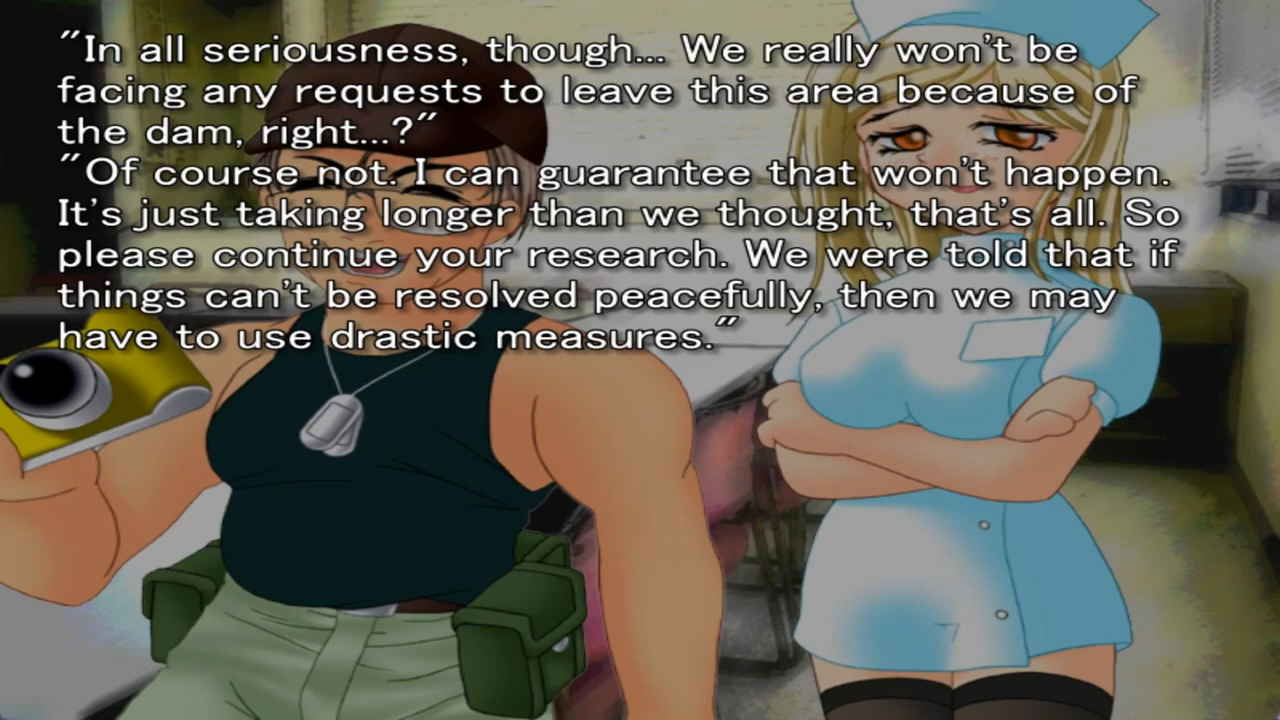 "In all seriousness, though... We really won't be
facing any requests to leave this area because of
the dam, right...?"
"Of course not. I can guarantee that won't happen.
It's just taking longer than we thought, that's all. So
please continue your research. We were told that if
things can't be resolved peacefully, then we may
have to use drastic measures."